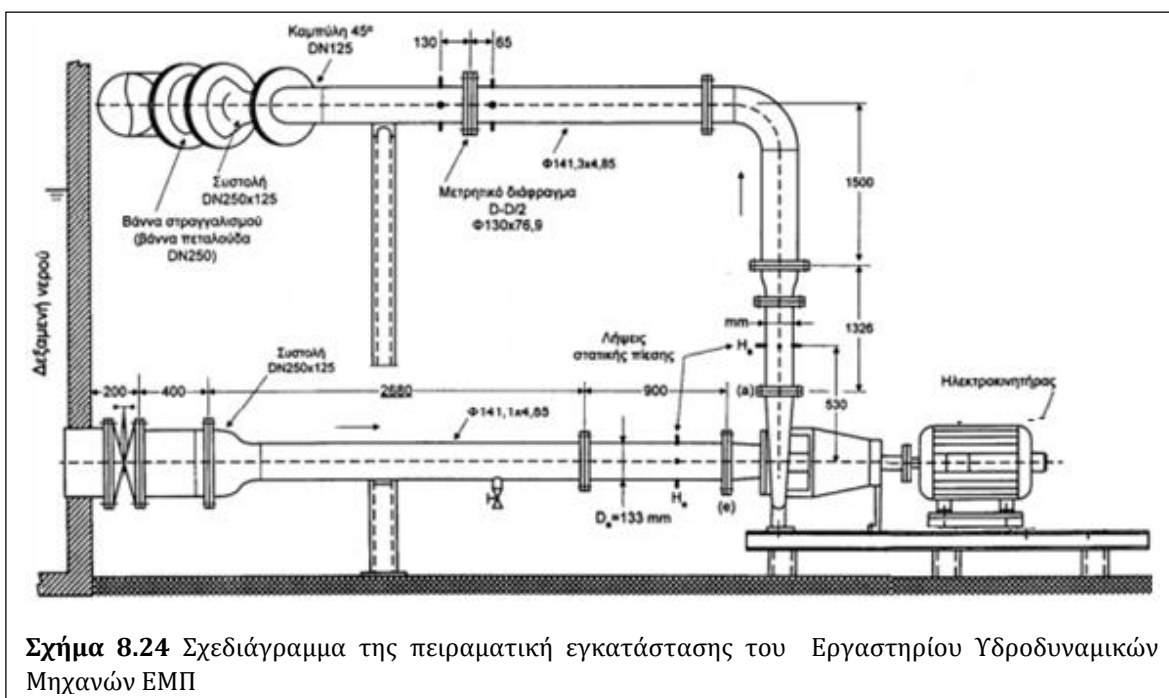 Καμπύλη 45°
DN125
130
65
Φ141,3x4,85
Συστολή
DN250x125
Μετρητικό διάφραγμα
D-D/2
Φ130x76,9
Βάννα στραγγαλισμού
(βάννα πεταλούδα
DN250)
1500
Δεξαμενή νερού
mm
1326
Λήψεις
στατικής πίεσης
Συστολή
DN250x125
200
400
2680
900
(a)
530
Ηλεκτροκινητήρας
Φ141,1x4,85
(e)
Dₑ=133 mm
Σχήμα 8.24 Σχεδιάγραμμα της πειραματική εγκατάστασης του Εργαστηρίου Υδροδυναμικών
Μηχανών ΕΜΠ